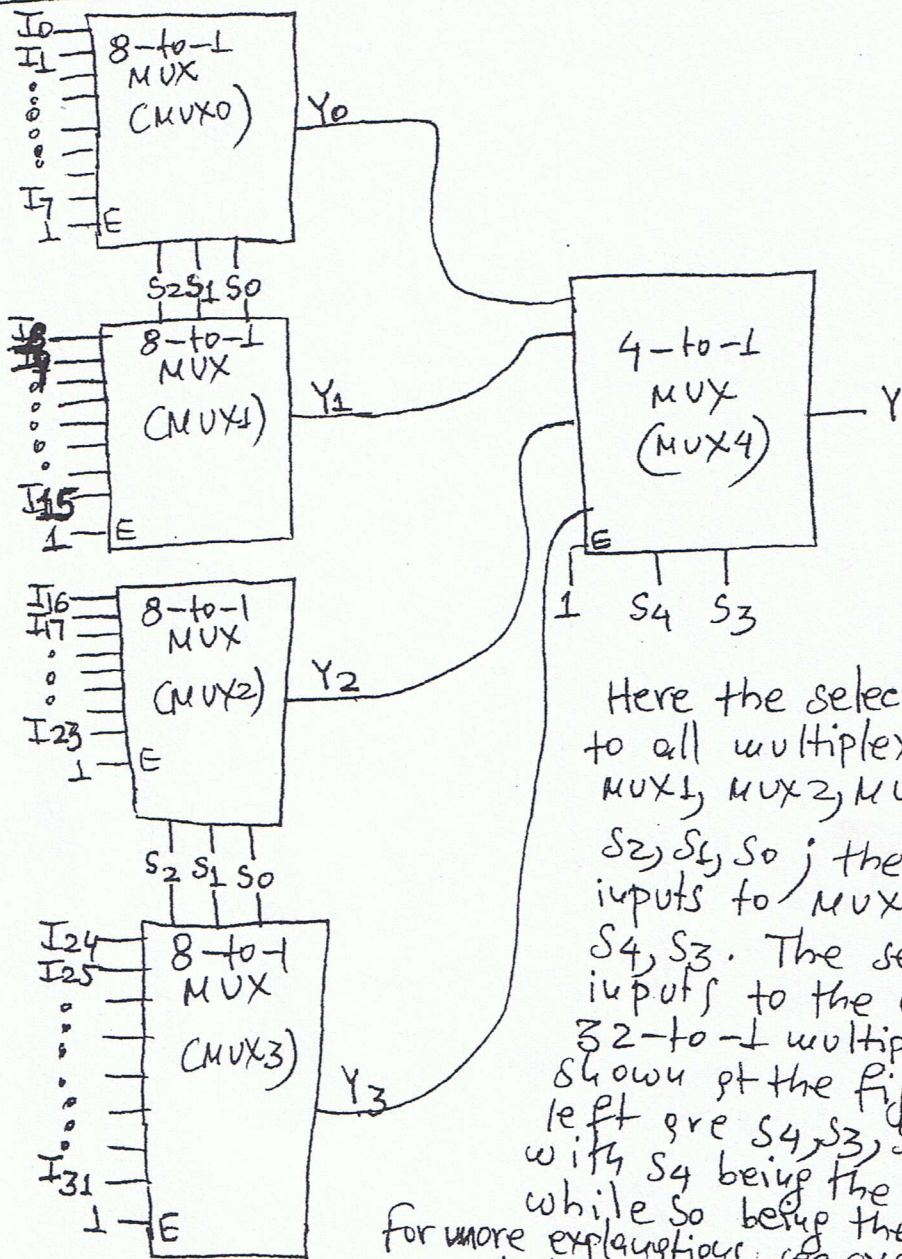 I0
I1
I7
1
E
8-to-1
MUX
(MUX0)
Y0
S2 S1 S0
I15
1
E
8-to-1
MUX
(MUX1)
Y1
I16
I17
I23
1
E
8-to-1
MUX
(MUX2)
Y2
S2 S1 S0
I24
I25
I31
1
E
8-to-1
MUX
(MUX3)
Y3
4-to-1
MUX
(MUX4)
E
1 S4 S3
Y
Here the selec
to all multiplex
MUX1, MUX2, MU
S2, S1, S0 ; the
inputs to MUX
S4, S3. The se
inputs to the
32-to-1 multip
shown at the fi
left are S4, S3,
with S4 being the
while S0 being the
for more explanations